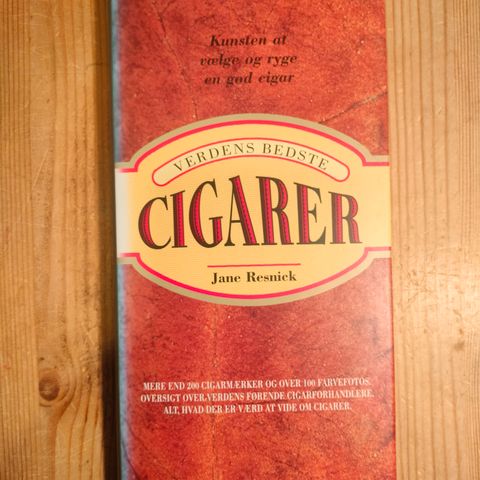 Kunsten at
vælge og ryge
en god cigar
VERDENS BEDSTE
CIGARER
Jane Resnick
MERE END 200 CIGARMÆRKER OG OVER 100 FARVEFOTOS.
OVERSIGT OVER VERDENS FØRENDE CIGARFORHANDLERE.
ALT, HVAD DER ER VÆRD AT VIDE OM CIGARER.